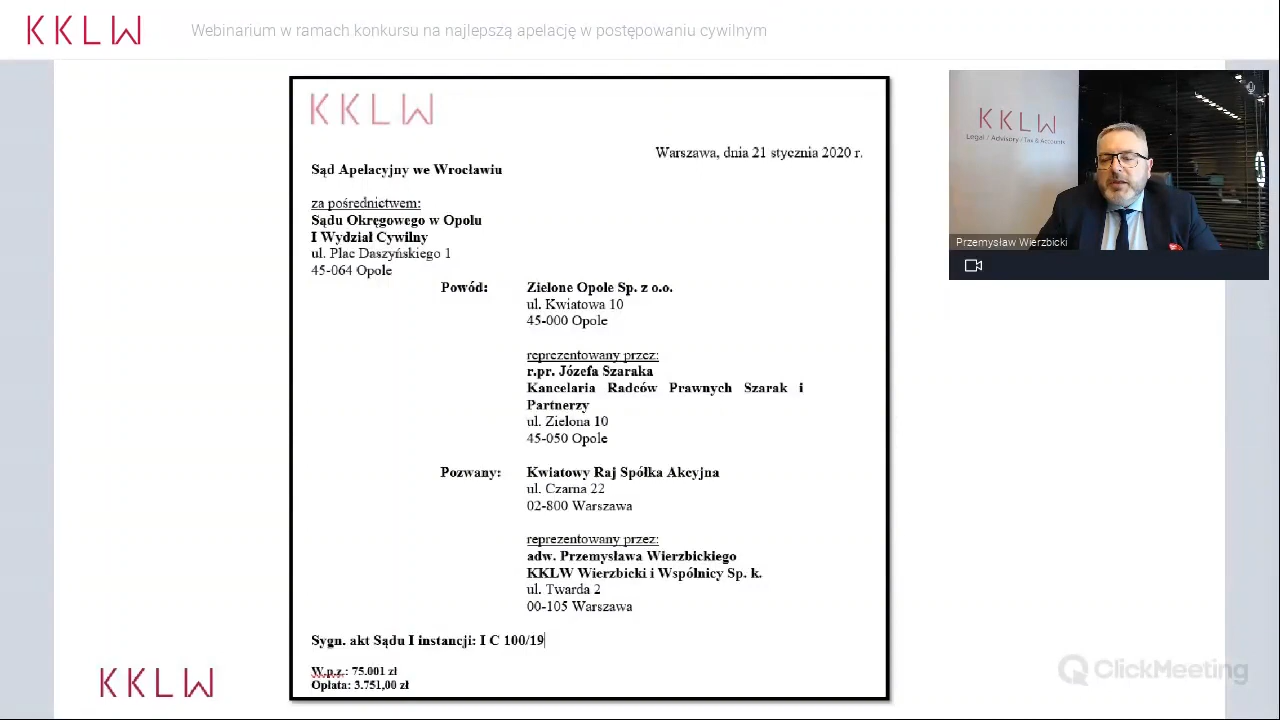 KKLW
Webinarium w ramach konkursu na najlepszą apelację w postępowaniu cywilnym
KKLW
Warszawa, dnia 21 stycznia 2020 r.
Sąd Apelacyjny we Wrocławiu
za pośrednictwem:
Sądu Okręgowego w Opolu
I Wydział Cywilny
ul. Plac Daszyńskiego 1
45-064 Opole
Powód: Zielone Opole Sp. z o.o.
ul. Kwiatowa 10
45-000 Opole
reprezentowany przez:
r.pr. Józefa Szaraka
Kancelaria Radców Prawnych Szarak i
Partnerzy
ul. Zielona 10
45-050 Opole
Pozwany: Kwiatowy Raj Spółka Akcyjna
ul. Czarna 22
02-800 Warszawa
reprezentowany przez:
adw. Przemysława Wierzbickiego
KKLW Wierzbicki i Wspólnicy Sp. k.
ul. Twarda 2
00-105 Warszawa
Sygn. akt Sądu I instancji: I C 100/19
W.p.z.: 75.001 zł
Opłata: 3.751,00 zł
KKLW
Legal / Advisory / Tax & Accounts
Przemysław Wierzbicki
KKLW
ClickMeeting